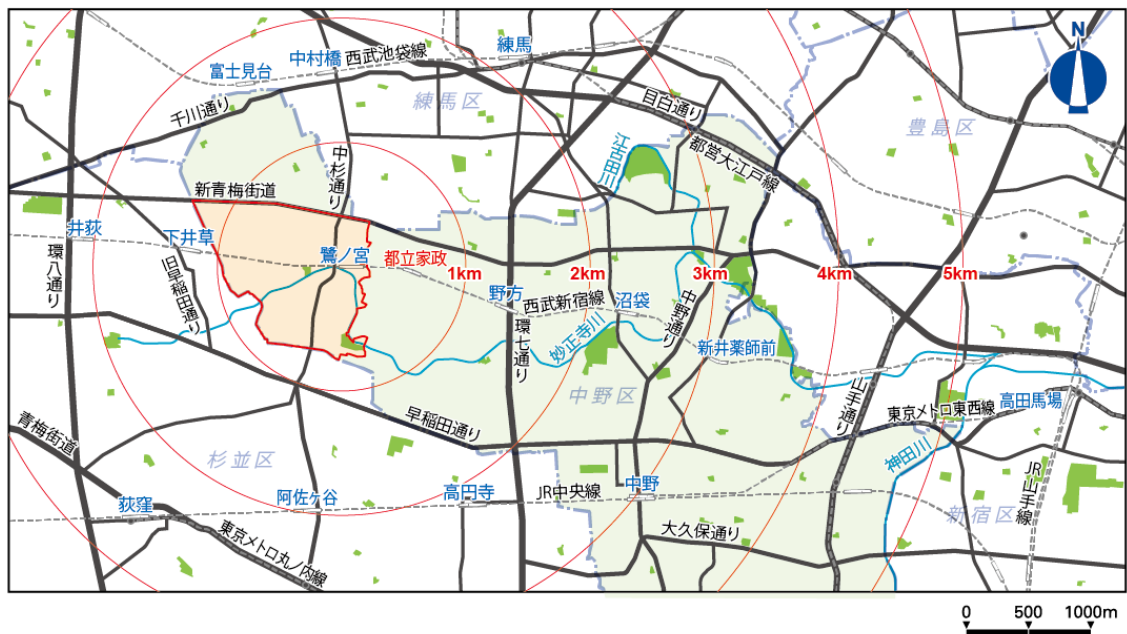 練馬
中村橋
西武池袋線
富士見台
練馬区
目白通り
千川通り
豊島区
N
江古田川
都営大江戸線
中杉通り
新青梅街道
井荻
下井草
鷺ノ宮
都立家政
1km
2km
3km
4km
5km
環八通り
旧早稲田通り
野方
西武新宿線
沼袋
中野通り
環七通り
妙正寺川
新井薬師前
中野区
山手通り
東京メトロ東西線
高田馬場
早稲田通り
青梅街道
杉並区
神田川
JR山手線
阿佐ヶ谷
高円寺
JR中央線
中野
荻窪
新宿区
東京メトロ丸ノ内線
大久保通り
0 500 1000m